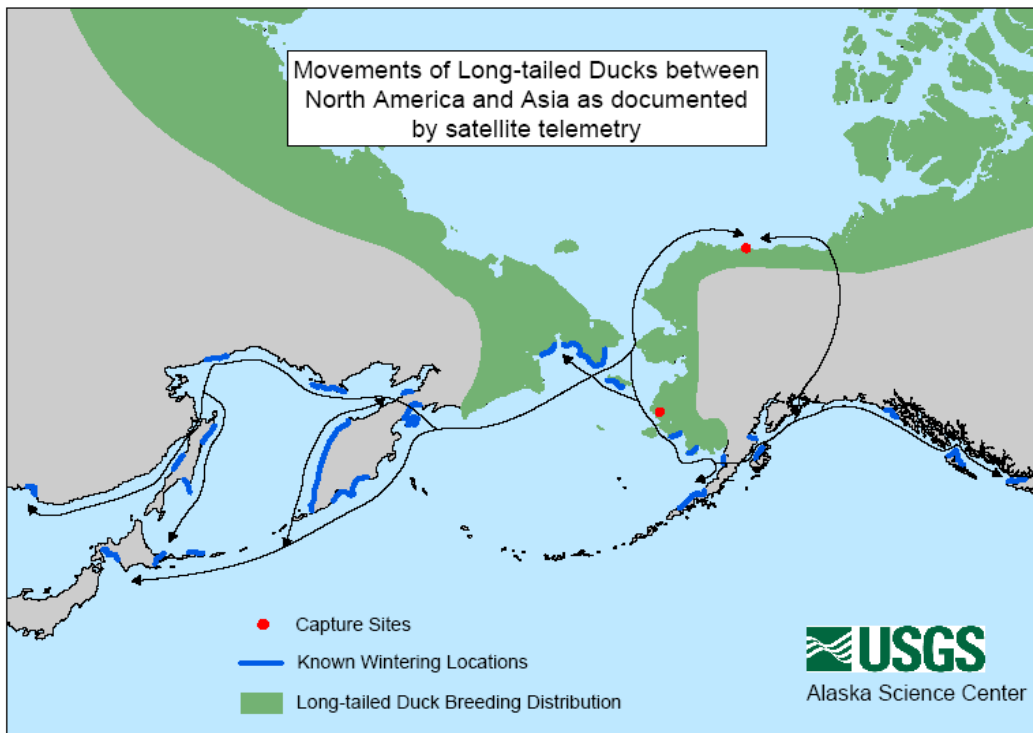 Movements of Long-tailed Ducks between
North America and Asia as documented
by satellite telemetry
Capture Sites
Known Wintering Locations
Long-tailed Duck Breeding Distribution
USGS
Alaska Science Center